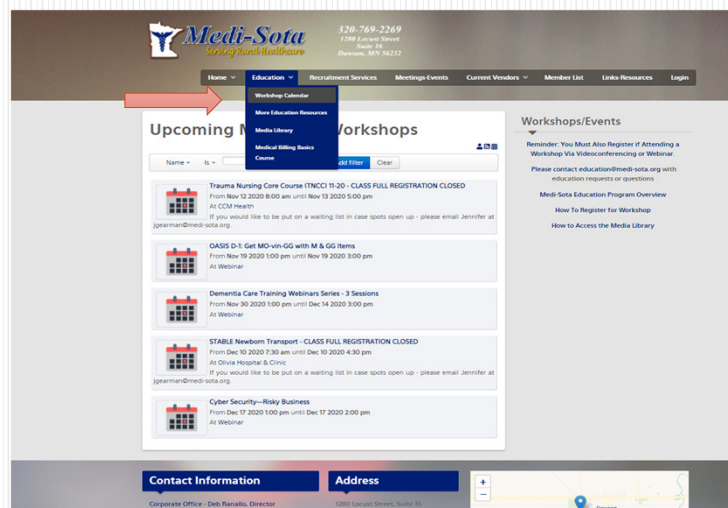 Medi-Sota
Serving Rural Healthcare
320-769-2269
1280 Locust Street
Suite 16
Dawson, MN 56232
Home
Education
Recruitment Services
Meetings-Events
Current Vendors
Member List
Links-Resources
Login
Workshop Calendar
More Education Resources
Media Library
Medical Billing Basics
Course
Upcoming M Workshops
Name
Is
dd filter
Clear
Trauma Nursing Core Course (TNCC) 11-20 - CLASS FULL REGISTRATION CLOSED
From Nov 12 2020 8:00 am until Nov 13 2020 5:00 pm
At CCM Health
If you would like to be put on a waiting list in case spots open up - please email Jennifer at
jgearman@medi-sota.org.
OASIS D-1: Get MO-vin-GG with M & GG Items
From Nov 19 2020 1:00 pm until Nov 19 2020 3:00 pm
At Webinar
Dementia Care Training Webinars Series - 3 Sessions
From Nov 30 2020 1:00 pm until Dec 14 2020 3:00 pm
At Webinar
STABLE Newborn Transport - CLASS FULL REGISTRATION CLOSED
From Dec 10 2020 7:30 am until Dec 10 2020 4:30 pm
At Olivia Hospital & Clinic
If you would like to be put on a waiting list in case spots open up - please email Jennifer at
jgearman@medi-sota.org.
Cyber Security—Risky Business
From Dec 17 2020 1:00 pm until Dec 17 2020 2:00 pm
At Webinar
Workshops/Events
Reminder: You Must Also Register if Attending a
Workshop Via Videoconferencing or Webinar.
Please contact education@medi-sota.org with
education requests or questions
Medi-Sota Education Program Overview
How To Register for Workshop
How to Access the Media Library
Contact Information
Corporate Office - Deb Ranallo, Director
Address
1280 Locust Street, Suite 16
+
-
Dawson